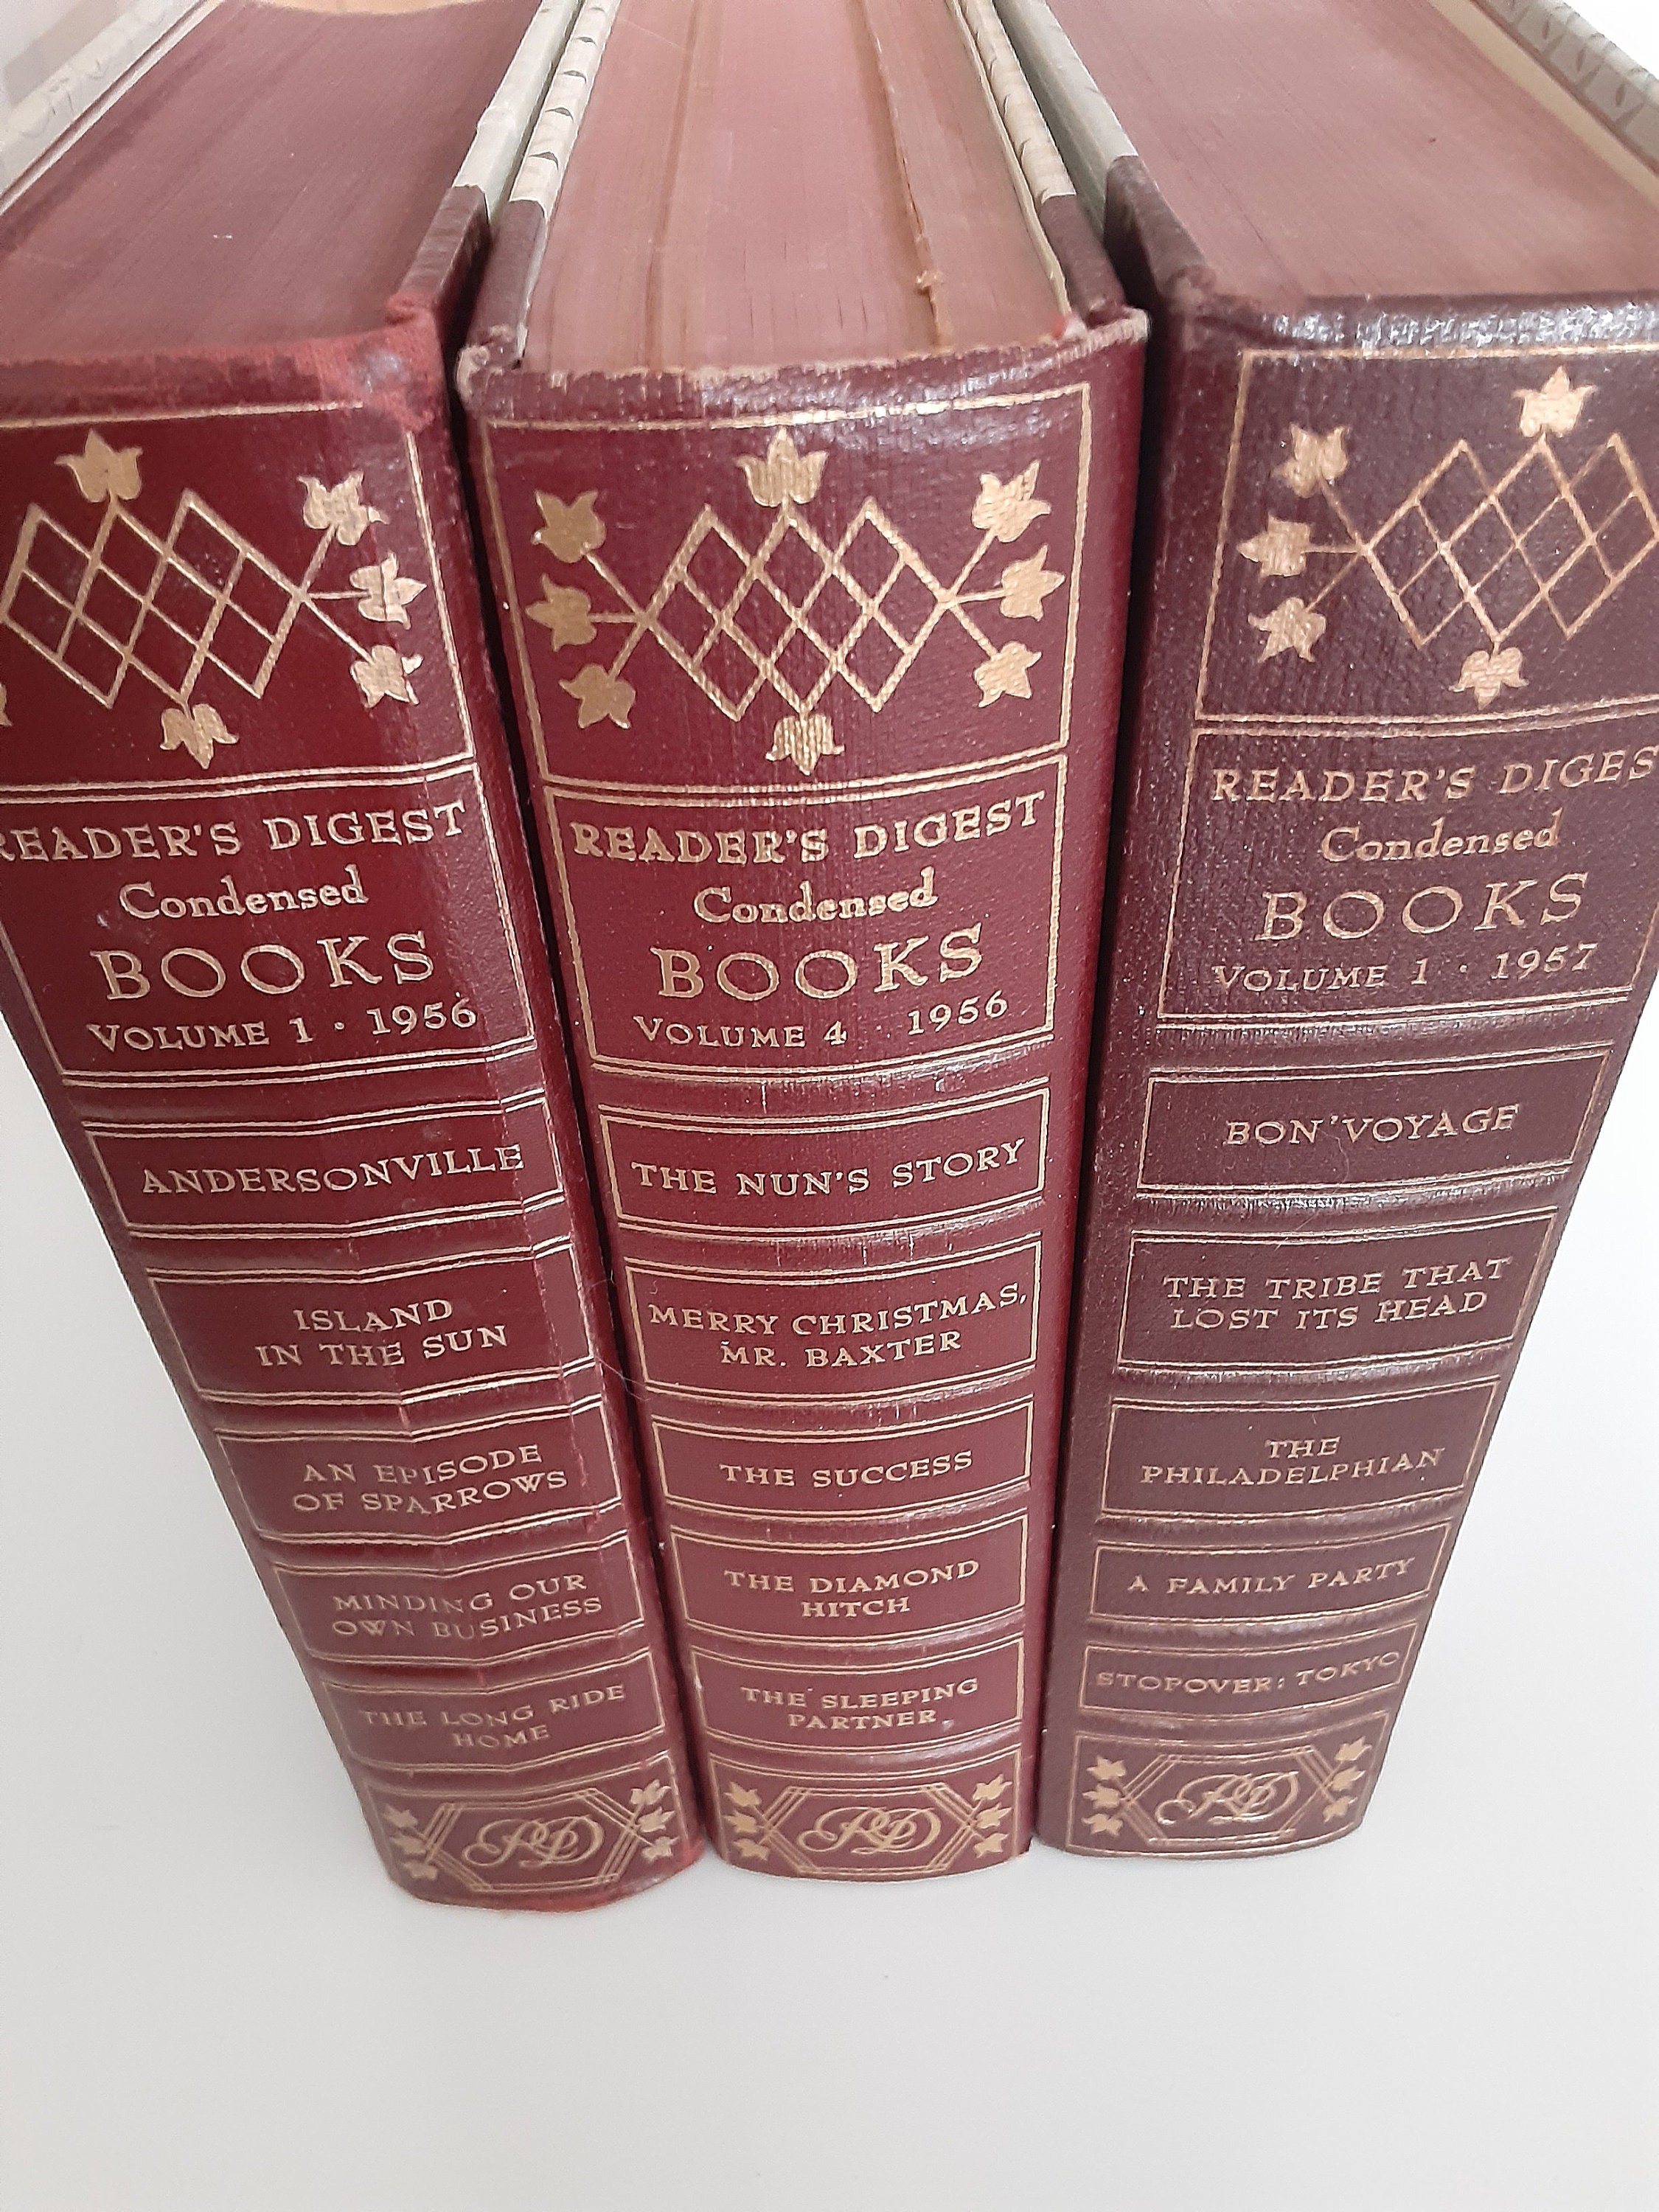 READER'S DIGEST
Condensed
BOOKS
VOLUME 1 · 1956
ANDERSONVILLE
ISLAND
IN THE SUN
AN EPISODE
OF SPARROWS
MINDING OUR
OWN BUSINESS
THE LONG RIDE
HOME
RD
READER'S DIGEST
Condensed
BOOKS
VOLUME 4 · 1956
THE NUN'S STORY
MERRY CHRISTMAS,
MR. BAXTER
THE SUCCESS
THE DIAMOND
HITCH
THE SLEEPING
PARTNER
RD
READER'S DIGES
Condensed
BOOKS
VOLUME 1 · 1957
BON VOYAGE
THE TRIBE THAT
LOST ITS HEAD
THE
PHILADELPHIAN
A FAMILY PARTY
STOPOVER: TOKYO
RD